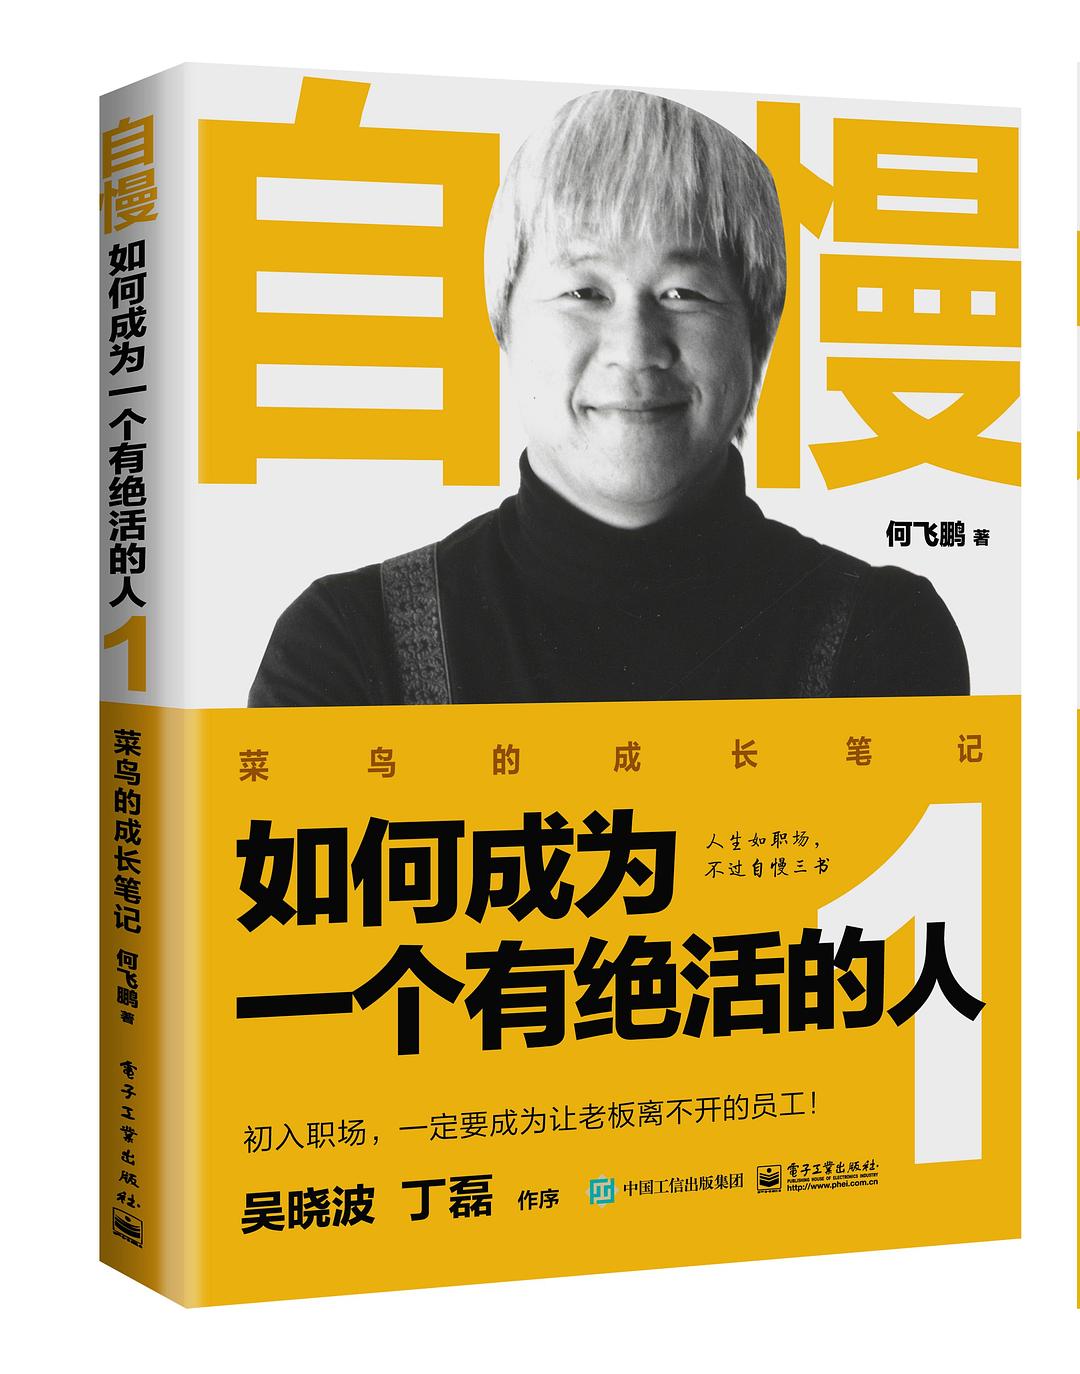 自慢
如何成为一个有绝活的人
1
菜鸟的成长笔记
何飞鹏 著
電子工業出版社
自慢
何飞鹏 著
菜鸟的成长笔记
如何成为
人生如职场，
不过自慢三书
一个有绝活的人
1
初入职场，一定要成为让老板离不开的员工！
吴晓波 丁磊 作序
中国工信出版集团
電子工業出版社
PUBLISHING HOUSE OF ELECTRONICS INDUSTRY
http://www.phei.com.cn